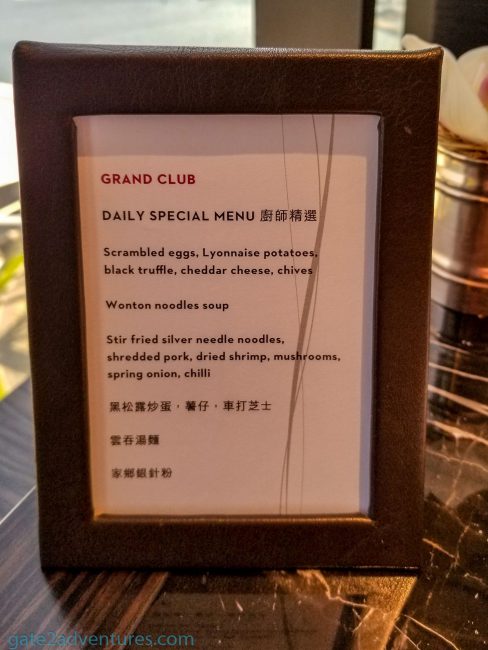 GRAND CLUB
DAILY SPECIAL MENU 廚師精選
Scrambled eggs, Lyonnaise potatoes,
black truffle, cheddar cheese, chives
Wonton noodles soup
Stir fried silver needle noodles,
shredded pork, dried shrimp, mushrooms,
spring onion, chilli
黑松露炒蛋，薯仔，車打芝士
雲吞湯麵
家鄉銀針粉
gate2adventures.com